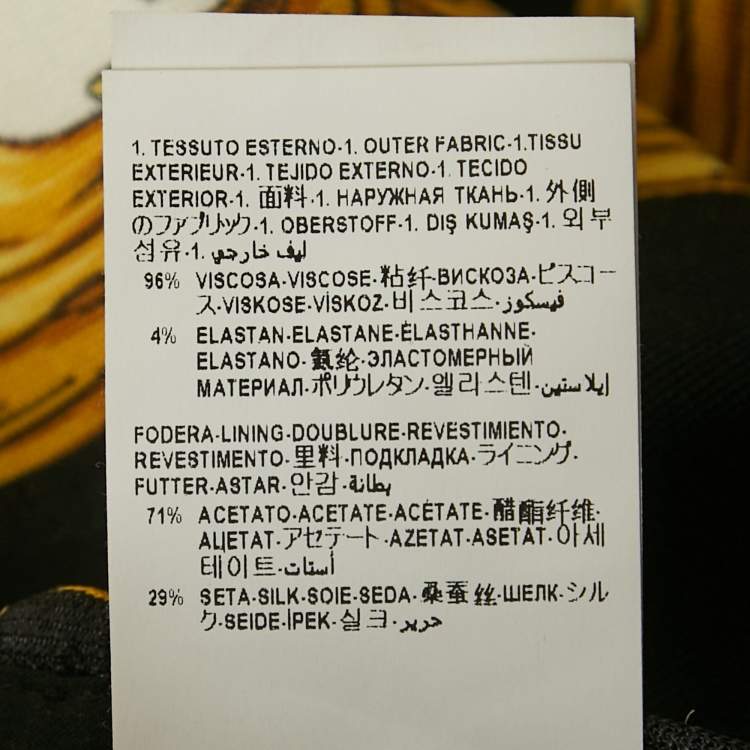 1. TESSUTO ESTERNO-1. OUTER FABRIC-1.TISSU
EXTERIEUR-1. TEJIDO EXTERNO-1. TECIDO
EXTERIOR-1. 面料-1. НАРУЖНАЯ ТКАНЬ-1. 外側
のファブリック-1. OBERSTOFF-1. DIŞ KUMAŞ-1. 외부
섬유-1. ليف خارجي
96% VISCOSA-VISCOSE-粘纤-ВИСКОЗА-ビスコー
ス-VISKOSE-VİSKOZ-비스코스-فيسكوز
4% ELASTAN-ELASTANE-ÉLASTHANNE-
ELASTANO-氨纶-ЭЛАСТОМЕРНЫЙ
МАТЕРИАЛ-ポリウレタン-엘라스텐-إيلاستين
FODERA-LINING-DOUBLURE-REVESTIMIENTO-
REVESTIMENTO-里料-ПОДКЛАДКА-ライニング-
FUTTER-ASTAR-안감-بطانة
71% ACETATO-ACETATE-ACÉTATE-醋酯纤维-
АЦЕТАТ-アセテート-AZETAT-ASETAT-아세
테이트-أستات
29% SETA-SILK-SOIE-SEDA-桑蚕丝-ШЕЛК-シル
ク-SEIDE-İPEK-실크-حرير